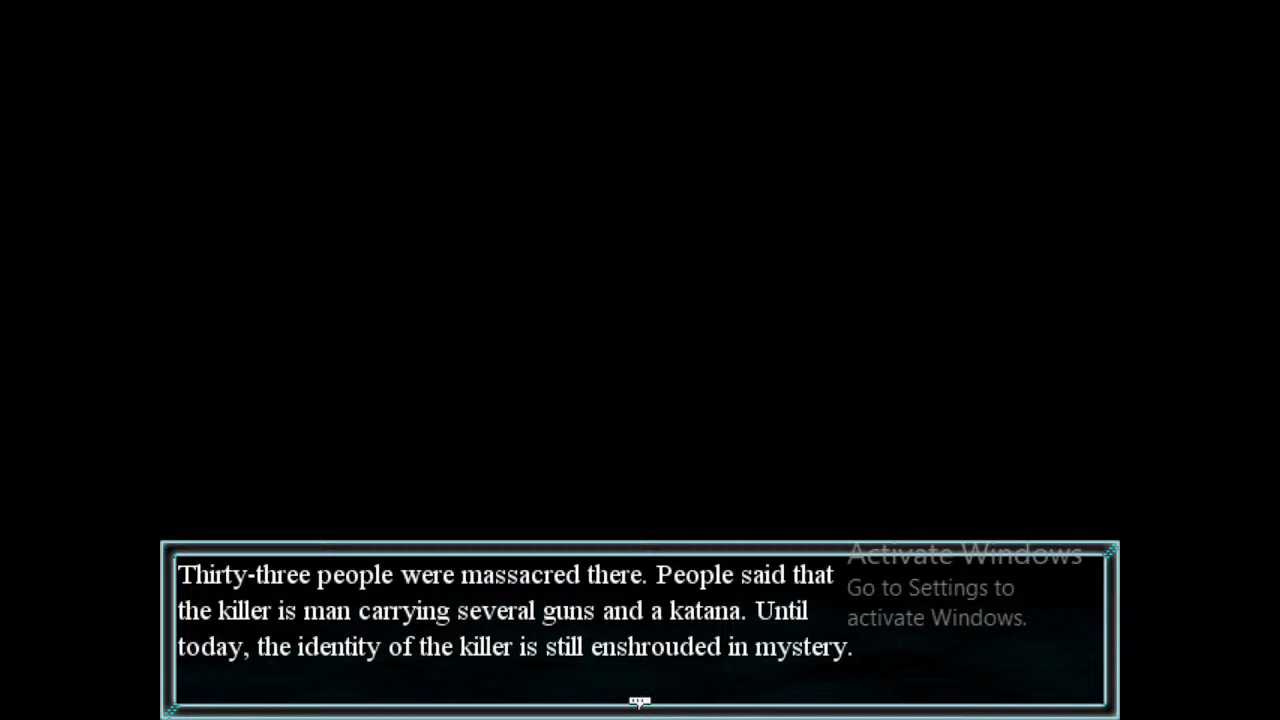 Thirty-three people were massacred there. People said that
the killer is man carrying several guns and a katana. Until
today, the identity of the killer is still enshrouded in mystery.
Activate Windows
Go to Settings to
activate Windows.